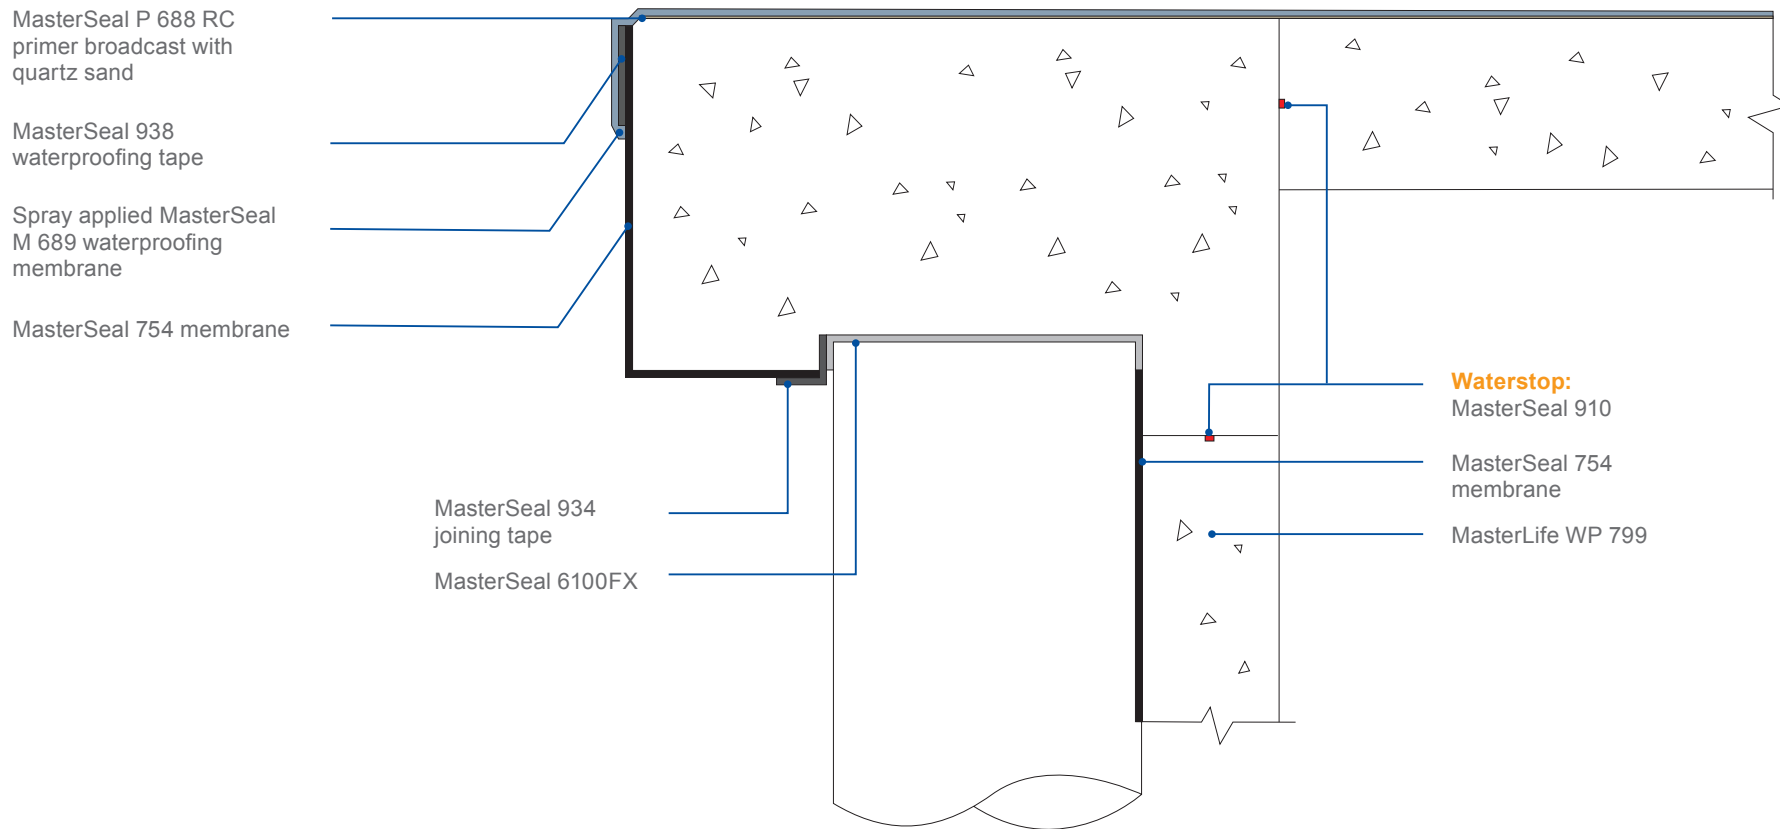 MasterSeal P 688 RC
primer broadcast with
quartz sand
MasterSeal 938
waterproofing tape
Spray applied MasterSeal
M 689 waterproofing
membrane
MasterSeal 754 membrane
MasterSeal 934
joining tape
MasterSeal 6100FX
Waterstop:
MasterSeal 910
MasterSeal 754
membrane
MasterLife WP 799